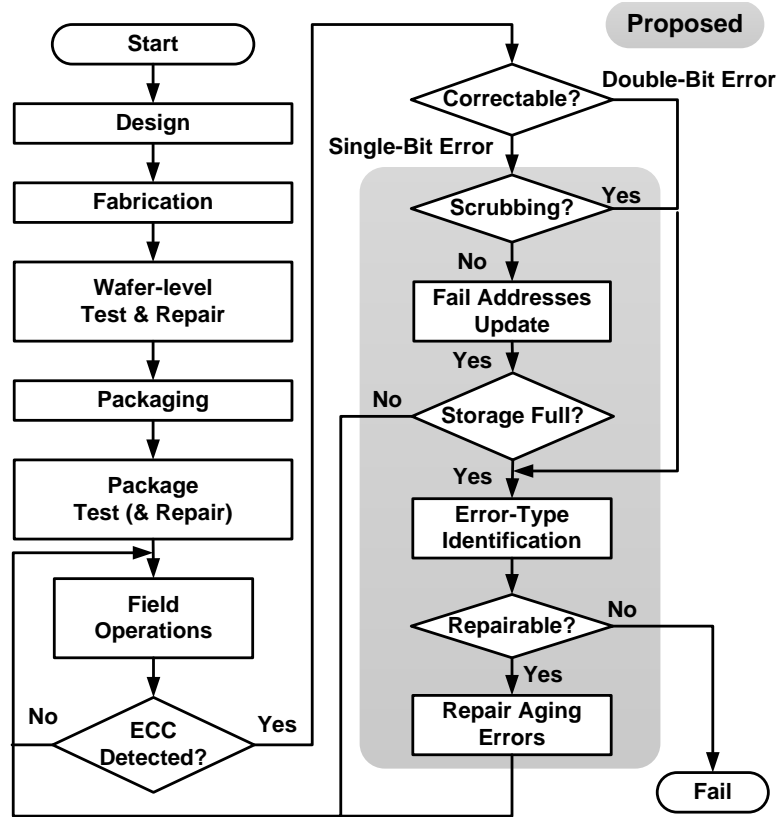 Start
Design
Fabrication
Wafer-level
Test & Repair
Packaging
Package
Test (& Repair)
Field
Operations
No
ECC
Detected?
Yes
Proposed
Correctable?
Double-Bit Error
Single-Bit Error
Scrubbing?
Yes
No
Fail Addresses
Update
Yes
No
Storage Full?
Yes
Error-Type
Identification
Repairable?
No
Yes
Repair Aging
Errors
Fail